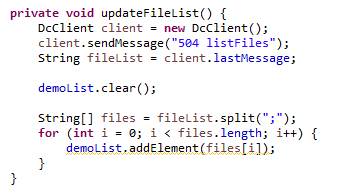 private void updateFileList() {
    DcClient client = new DcClient();
    client.sendMessage("504 listFiles");
    String fileList = client.lastMessage;

    demoList.clear();

    String[] files = fileList.split(";");
    for (int i = 0; i < files.length; i++) {
        demoList.addElement(files[i]);
    }
}